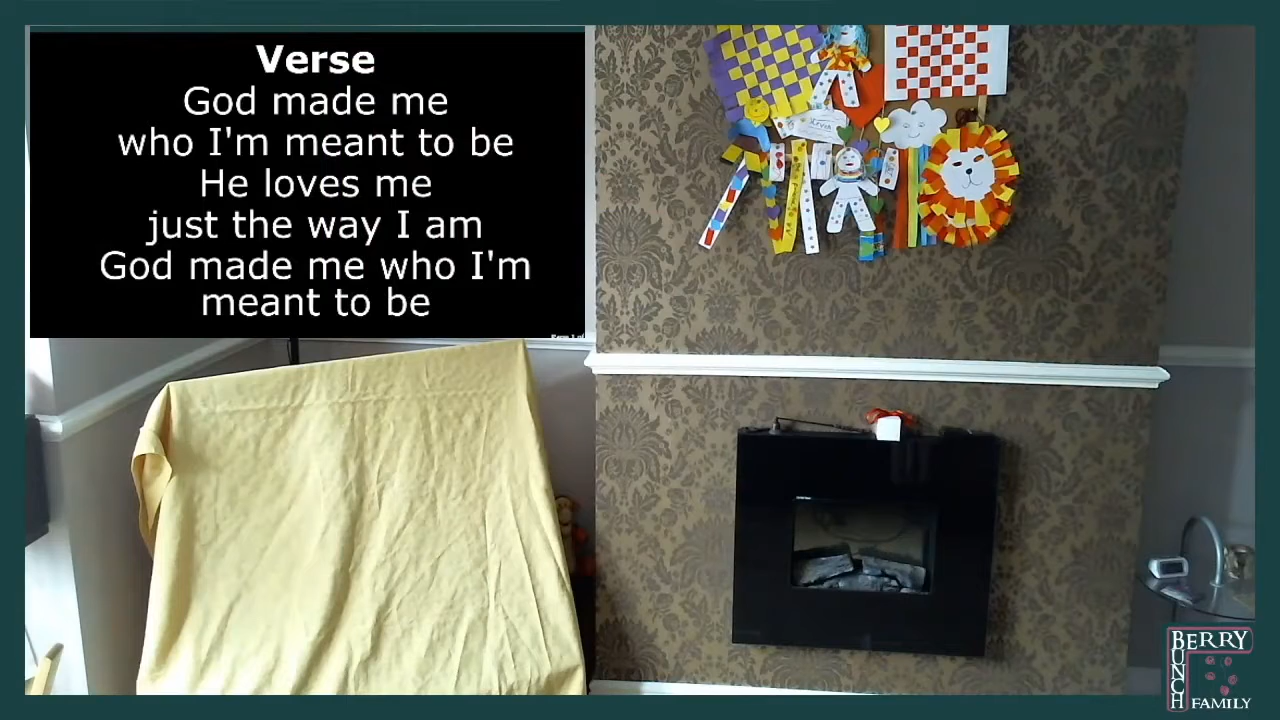 Verse
God made me
who I'm meant to be
He loves me
just the way I am
God made me who I'm
meant to be
BERRY
BUNCH
FAMILY